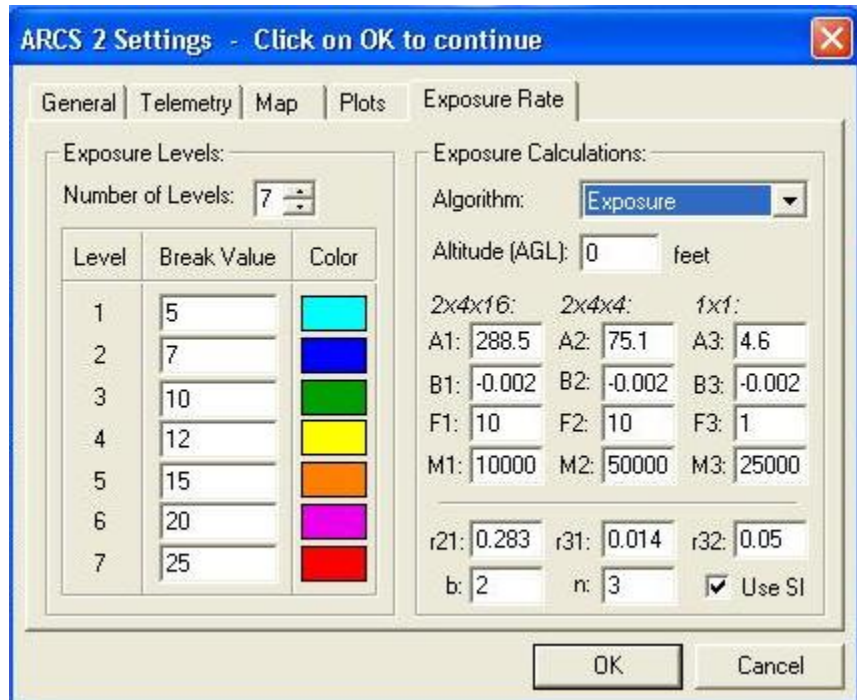 ARCS 2 Settings - Click on OK to continue
General Telemetry Map Plots Exposure Rate
Exposure Levels:
Number of Levels: 7
Level Break Value Color
1 5
2 7
3 10
4 12
5 15
6 20
7 25
Exposure Calculations:
Algorithm: Exposure
Altitude (AGL): 0 feet
2x4x16: 2x4x4: 1x1:
A1: 288.5 A2: 75.1 A3: 4.6
B1: -0.002 B2: -0.002 B3: -0.002
F1: 10 F2: 10 F3: 1
M1: 10000 M2: 50000 M3: 25000
r21: 0.283 r31: 0.014 r32: 0.05
b: 2 n: 3 Use SI
OK Cancel